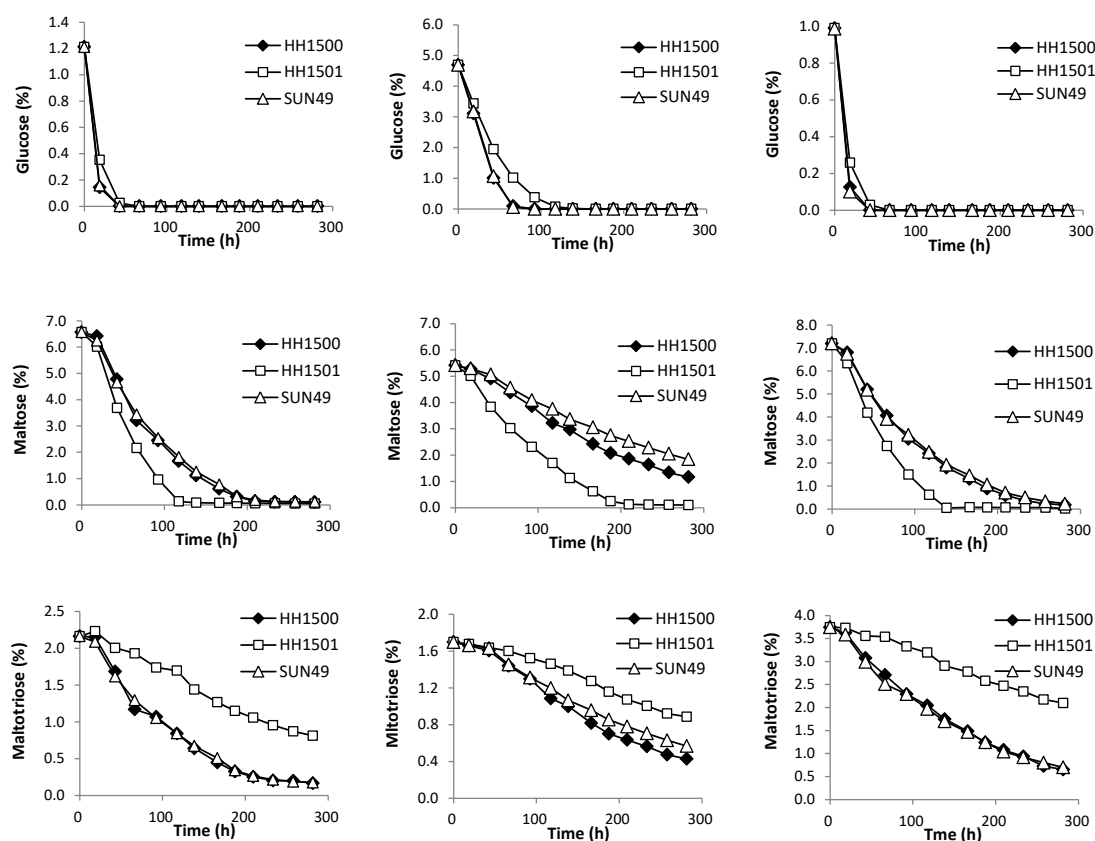 1.4
1.2
1.0
0.8
0.6
0.4
0.2
0.0
Glucose (%)
HH1500
HH1501
SUN49
0 100 200 300
Time (h)
6.0
5.0
4.0
3.0
2.0
1.0
0.0
Glucose (%)
HH1500
HH1501
SUN49
0 100 200 300
Time (h)
1.0
0.8
0.6
0.4
0.2
0.0
Glucose (%)
HH1500
HH1501
SUN49
0 100 200 300
Time (h)
7.0
6.0
5.0
4.0
3.0
2.0
1.0
0.0
Maltose (%)
HH1500
HH1501
SUN49
0 100 200 300
Time (h)
7.0
6.0
5.0
4.0
3.0
2.0
1.0
0.0
Maltose (%)
HH1500
HH1501
SUN49
0 100 200 300
Time (h)
8.0
7.0
6.0
5.0
4.0
3.0
2.0
1.0
0.0
Maltose (%)
HH1500
HH1501
SUN49
0 100 200 300
Time (h)
2.5
2.0
1.5
1.0
0.5
0.0
Maltotriose (%)
HH1500
HH1501
SUN49
0 100 200 300
Time (h)
2.0
1.6
1.2
0.8
0.4
0.0
Mltotriose (%)
HH1500
HH1501
SUN49
0 100 200 300
Time (h)
4.0
3.5
3.0
2.5
2.0
1.5
1.0
0.5
0.0
Maltotriose (%)
HH1500
HH1501
SUN49
0 100 200 300
Tme (h)